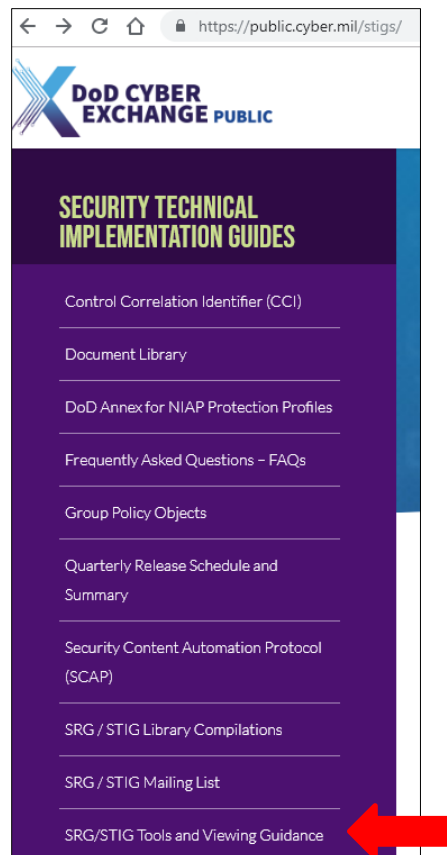 https://public.cyber.mil/stigs/
DoD CYBER
EXCHANGE PUBLIC
SECURITY TECHNICAL
IMPLEMENTATION GUIDES
Control Correlation Identifier (CCI)
Document Library
DoD Annex for NIAP Protection Profiles
Frequently Asked Questions – FAQs
Group Policy Objects
Quarterly Release Schedule and
Summary
Security Content Automation Protocol
(SCAP)
SRG / STIG Library Compilations
SRG / STIG Mailing List
SRG/STIG Tools and Viewing Guidance